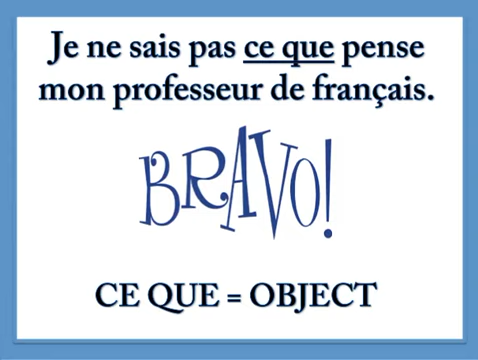 Je ne sais pas ce que pense
mon professeur de français.
BRAVO!
CE QUE = OBJECT